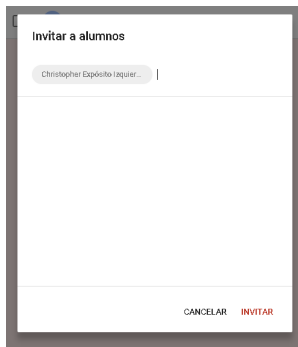 Invitar a alumnos
Christopher Expósito Izquier...
CANCELAR INVITAR